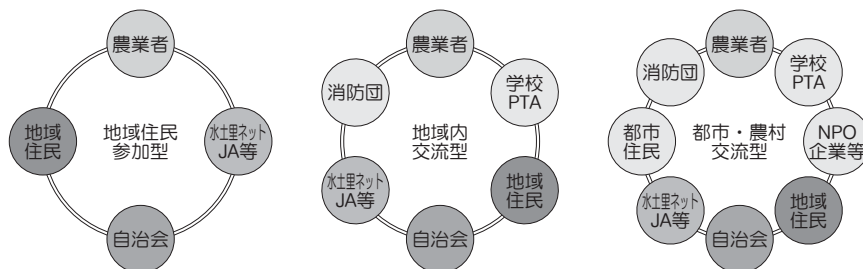 農業者
地域
住民
地域住民
参加型
水土里ネット
JA等
自治会
農業者
消防団
学校
PTA
地域内
交流型
水土里ネット
JA等
地域
住民
自治会
農業者
消防団
学校
PTA
都市
住民
都市・農村
交流型
NPO
企業等
水土里ネット
JA等
地域
住民
自治会